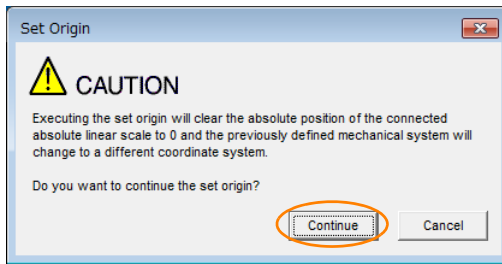 Set Origin
CAUTION
Executing the set origin will clear the absolute position of the connected
absolute linear scale to 0 and the previously defined mechanical system will
change to a different coordinate system.
Do you want to continue the set origin?
Continue Cancel